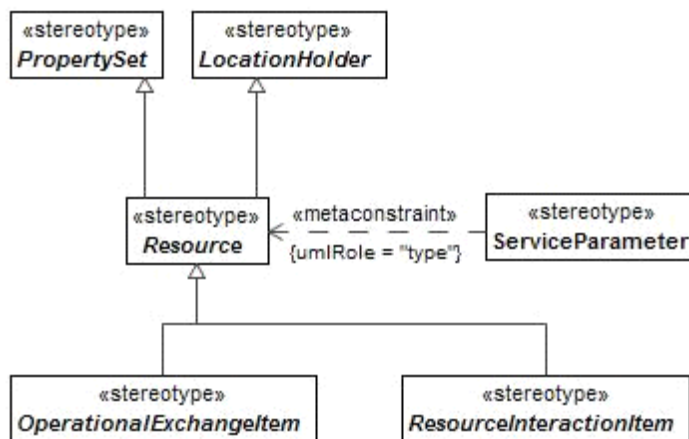 «stereotype»
PropertySet
«stereotype»
LocationHolder
«stereotype»
Resource
«metaconstraint»
{umlRole = "type"}
«stereotype»
ServiceParameter
«stereotype»
OperationalExchangeItem
«stereotype»
ResourceInteractionItem